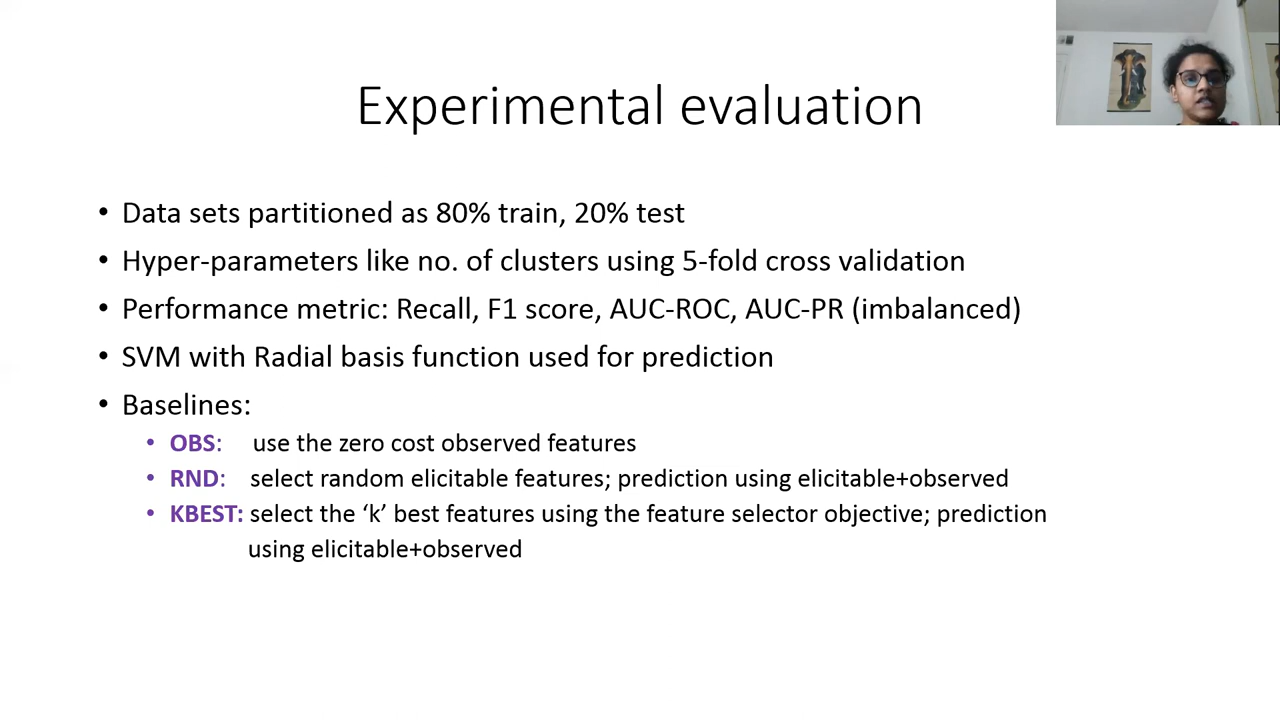 Experimental evaluation
• Data sets partitioned as 80% train, 20% test
• Hyper-parameters like no. of clusters using 5-fold cross validation
• Performance metric: Recall, F1 score, AUC-ROC, AUC-PR (imbalanced)
• SVM with Radial basis function used for prediction
• Baselines:
• OBS: use the zero cost observed features
• RND: select random elicitable features; prediction using elicitable+observed
• KBEST: select the ‘k’ best features using the feature selector objective; prediction
using elicitable+observed